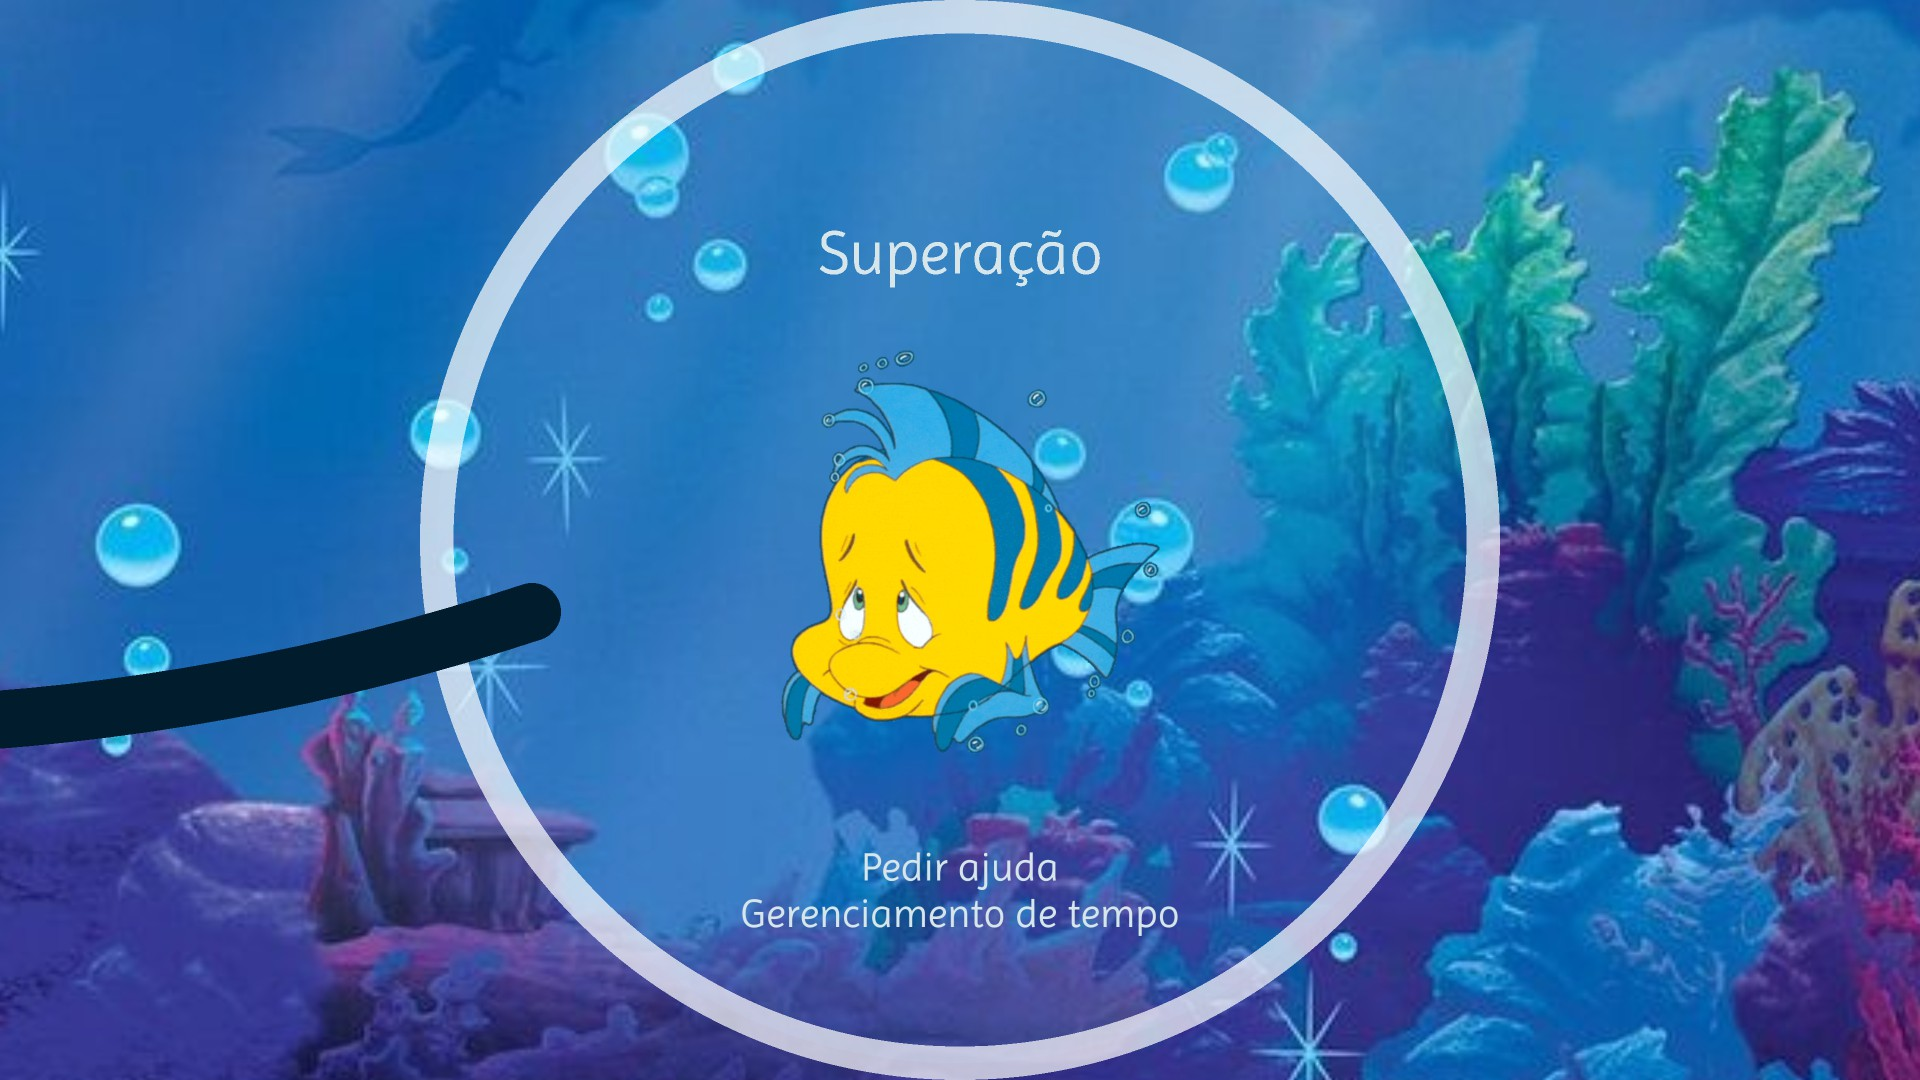 Superação
Pedir ajuda
Gerenciamento de tempo